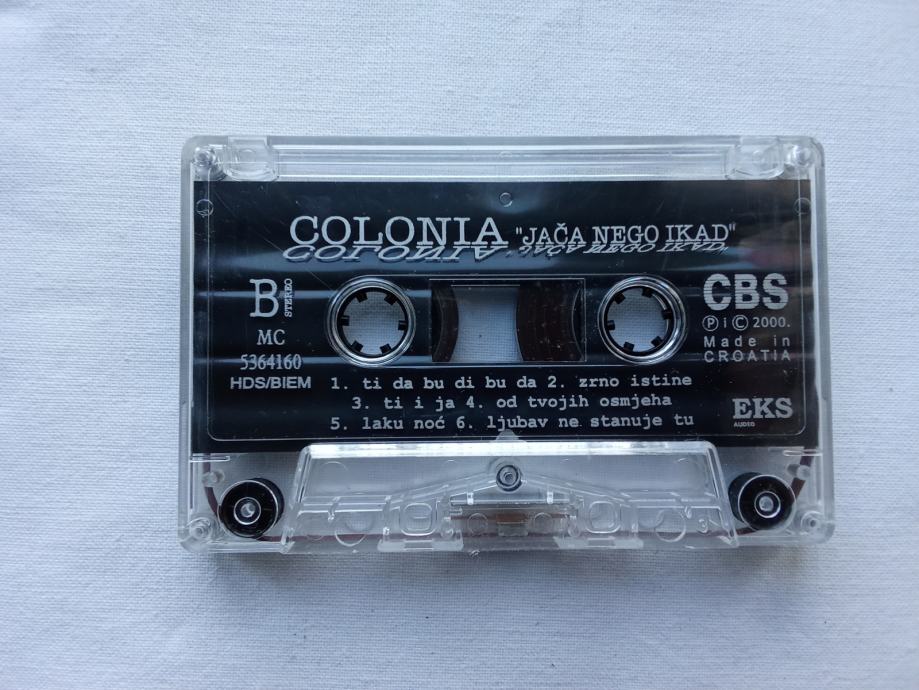 COLONIA "JAČA NEGO IKAD"
B STEREO
MC
5364160
HDS/BIEM
CBS
Ⓟ i © 2000.
Made in
CROATIA
1. ti da bu di bu da 2. zrno istine
3. ti i ja 4. od tvojih osmjeha
5. laku noć 6. ljubav ne stanuje tu
EKS
AUDIO